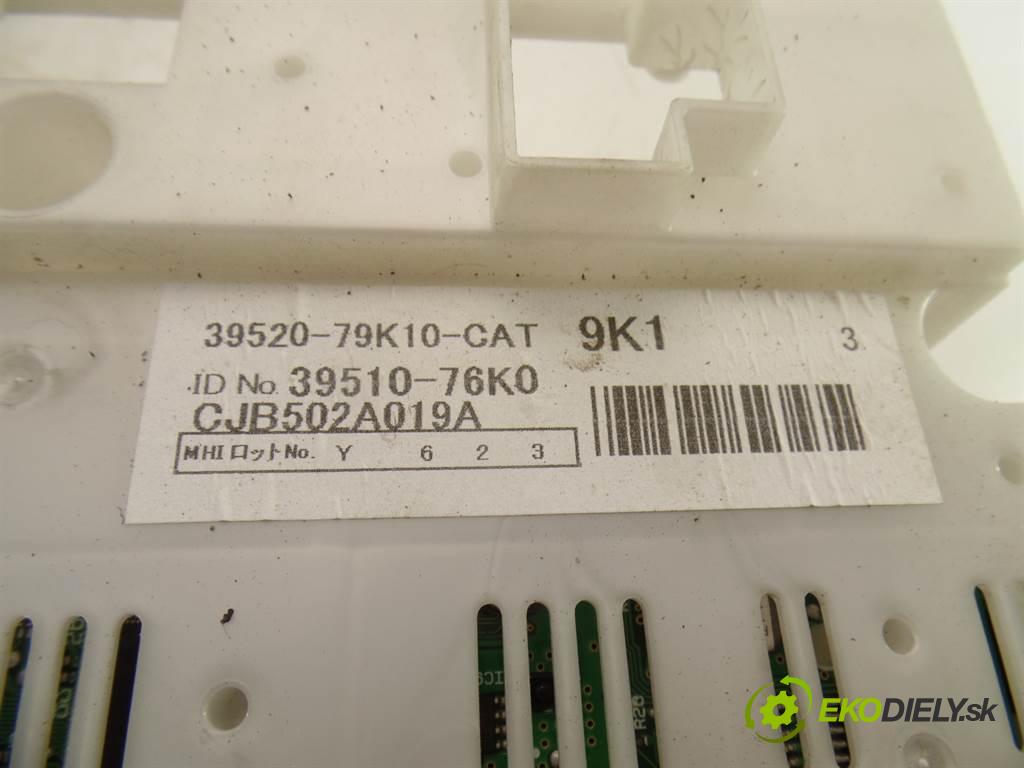 39520-79K10-CAT 9K1 3
ID No. 39510-76K0
CJB502A019A
MHIロットNo. Y 6 2 3
R26
EKODIELY.sk